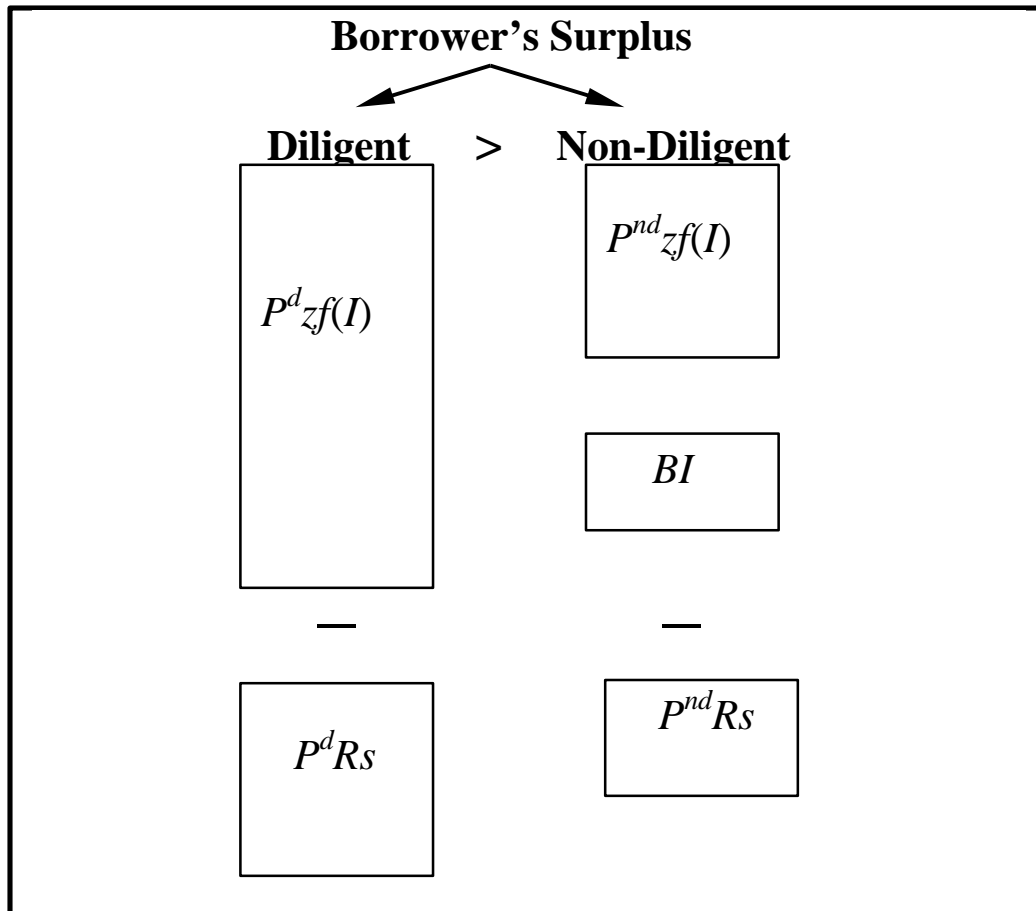 Borrower’s Surplus
Diligent > Non-Diligent
P^nd zf(I)
P^d zf(I)
BI
— —
P^nd Rs
P^d Rs